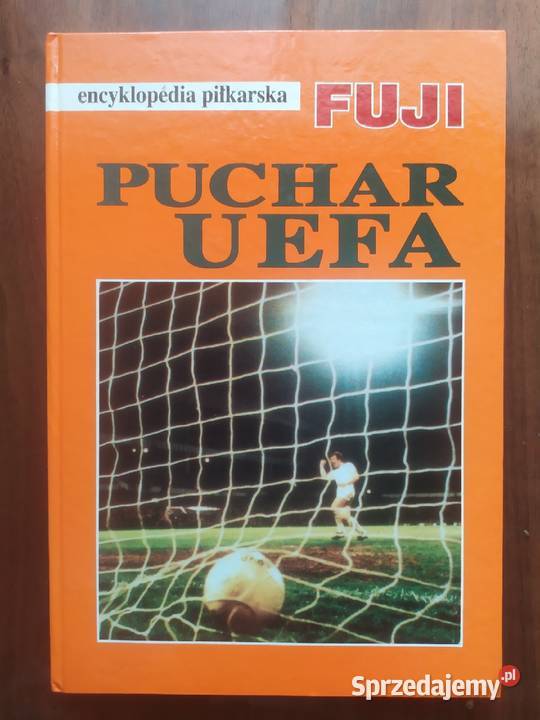 encyklopedia piłkarska
FUJI
PUCHAR
UEFA
Sprzedajemy.pl